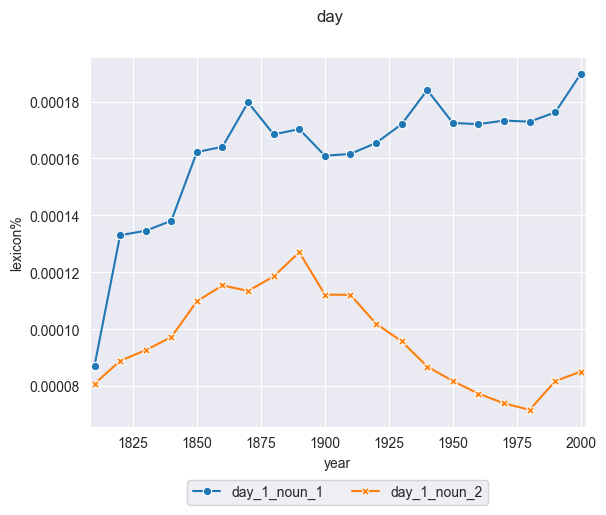 day
0.00018
0.00016
0.00014
0.00012
0.00010
0.00008
lexicon%
1825 1850 1875 1900 1925 1950 1975 2000
year
day_1_noun_1 day_1_noun_2